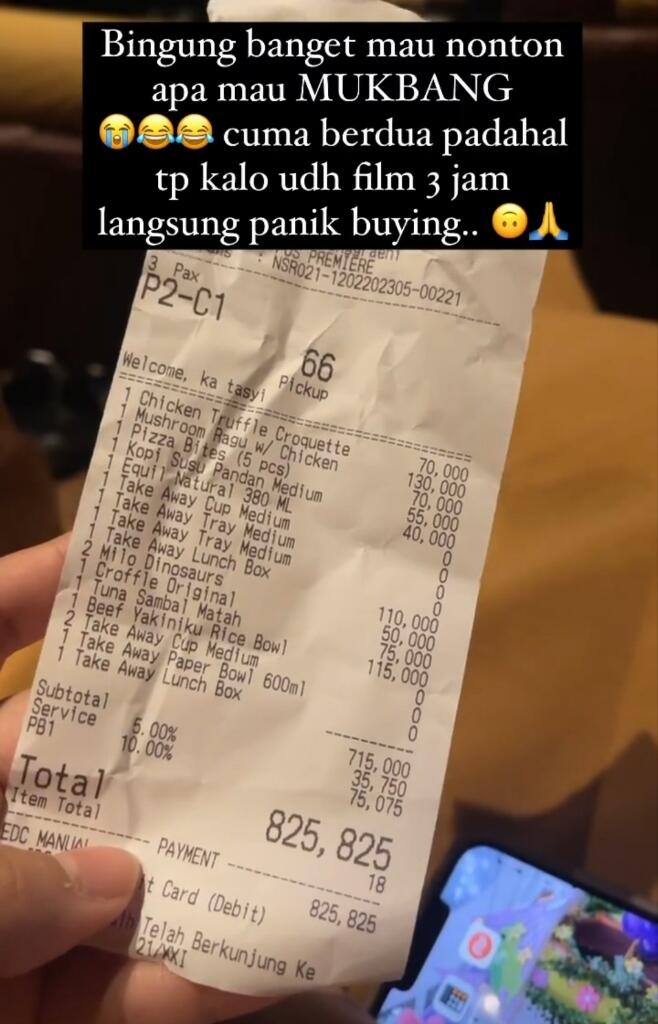 Bingung banget mau nonton
apa mau MUKBANG
😭😂😂 cuma berdua padahal
tp kalo udh film 3 jam
langsung panik buying.. 🙃🙏
POS PREMIERE
: NSR021-1202202305-00221
3 Pax
P2-C1
66
Pickup
Welcome, ka tasyi
1 Chicken Truffle Croquette 70,000
1 Mushroom Ragu w/ Chicken 130,000
1 Pizza Bites (5 pcs) 70,000
1 Kopi Susu Pandan Medium 55,000
1 Equil Natural 380 ML 40,000
1 Take Away Cup Medium 0
1 Take Away Tray Medium 0
1 Take Away Tray Medium 0
1 Take Away Lunch Box 0
2 Milo Dinosaurs 110,000
1 Croffle Original 50,000
1 Tuna Sambal Matah 75,000
1 Beef Yakiniku Rice Bowl 115,000
2 Take Away Cup Medium 0
1 Take Away Paper Bowl 600ml 0
1 Take Away Lunch Box 0
Subtotal 715,000
Service 5.00% 35,750
PB1 10.00% 75,075
Total 825,825
Item Total 18
PAYMENT
EDC MANUAL
Card (Debit) 825,825
Telah Berkunjung Ke
21/XXI